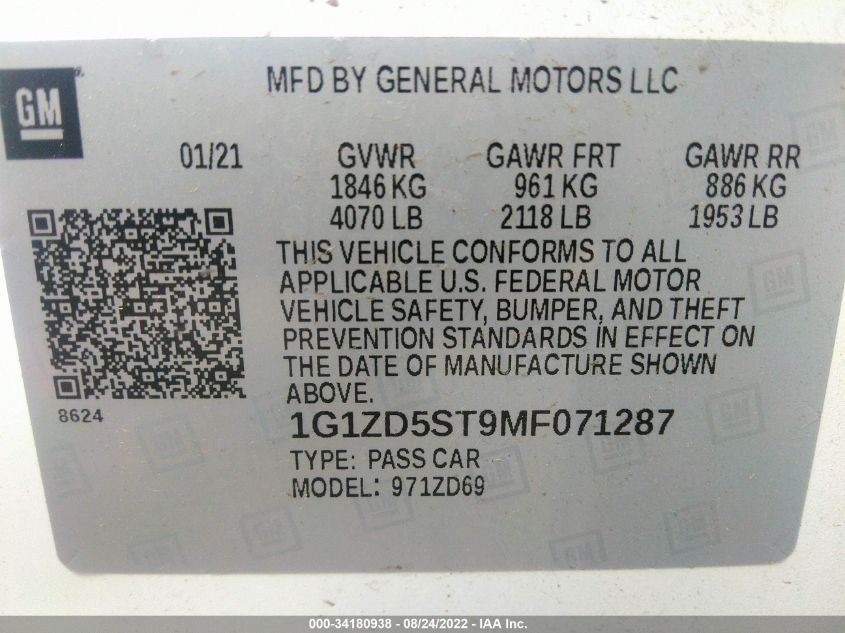 MFD BY GENERAL MOTORS LLC
GM
01/21 GVWR GAWR FRT GAWR RR
1846 KG 961 KG 886 KG
4070 LB 2118 LB 1953 LB
THIS VEHICLE CONFORMS TO ALL
APPLICABLE U.S. FEDERAL MOTOR
VEHICLE SAFETY, BUMPER, AND THEFT
PREVENTION STANDARDS IN EFFECT ON
THE DATE OF MANUFACTURE SHOWN
ABOVE.
8624
1G1ZD5ST9MF071287
TYPE: PASS CAR
MODEL: 971ZD69
000-34180938 - 08/24/2022 - IAA Inc.